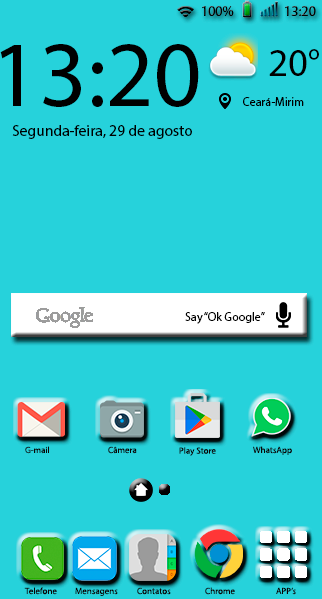 100% 13:20
13:20
20°
Ceará-Mirim
Segunda-feira, 29 de agosto
Google Say “Ok Google”
G-mail Câmera Play Store WhatsApp
Telefone Mensagens Contatos Chrome APP's